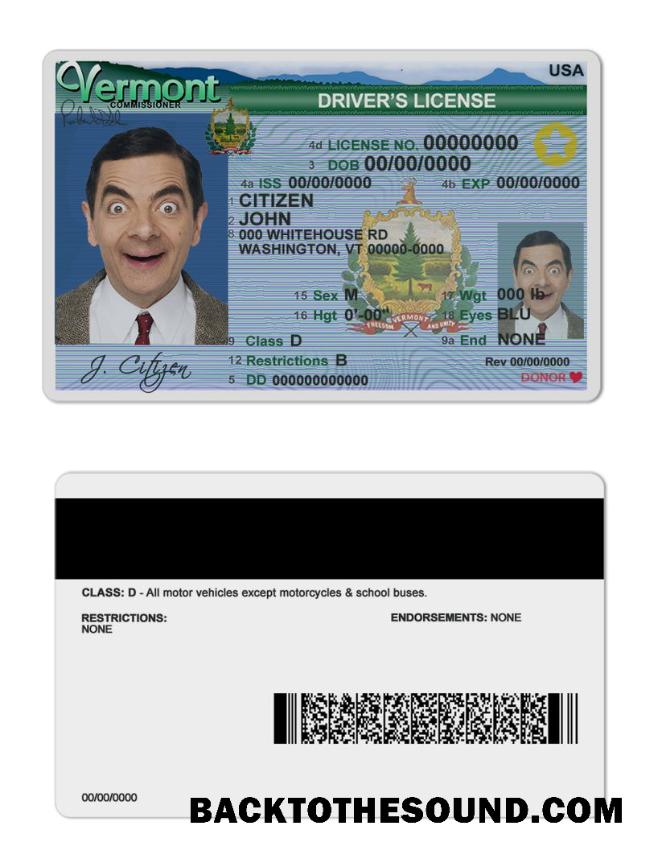 Vermont
COMMISSIONER
USA
DRIVER'S LICENSE
4d LICENSE NO. 00000000
3 DOB 00/00/0000
4a ISS 00/00/0000 4b EXP 00/00/0000
1 CITIZEN
2 JOHN
8 000 WHITEHOUSE RD
WASHINGTON, VT 00000-0000
15 Sex M 17 Wgt 000 lb
16 Hgt 0'-00" 18 Eyes BLU
FREEDOM VERMONT AND UNITY
9 Class D 9a End NONE
12 Restrictions B Rev 00/00/0000
5 DD 000000000000 DONOR
J. Citizen
CLASS: D - All motor vehicles except motorcycles & school buses.
RESTRICTIONS: ENDORSEMENTS: NONE
NONE
00/00/0000
BACKTOTHESOUND.COM